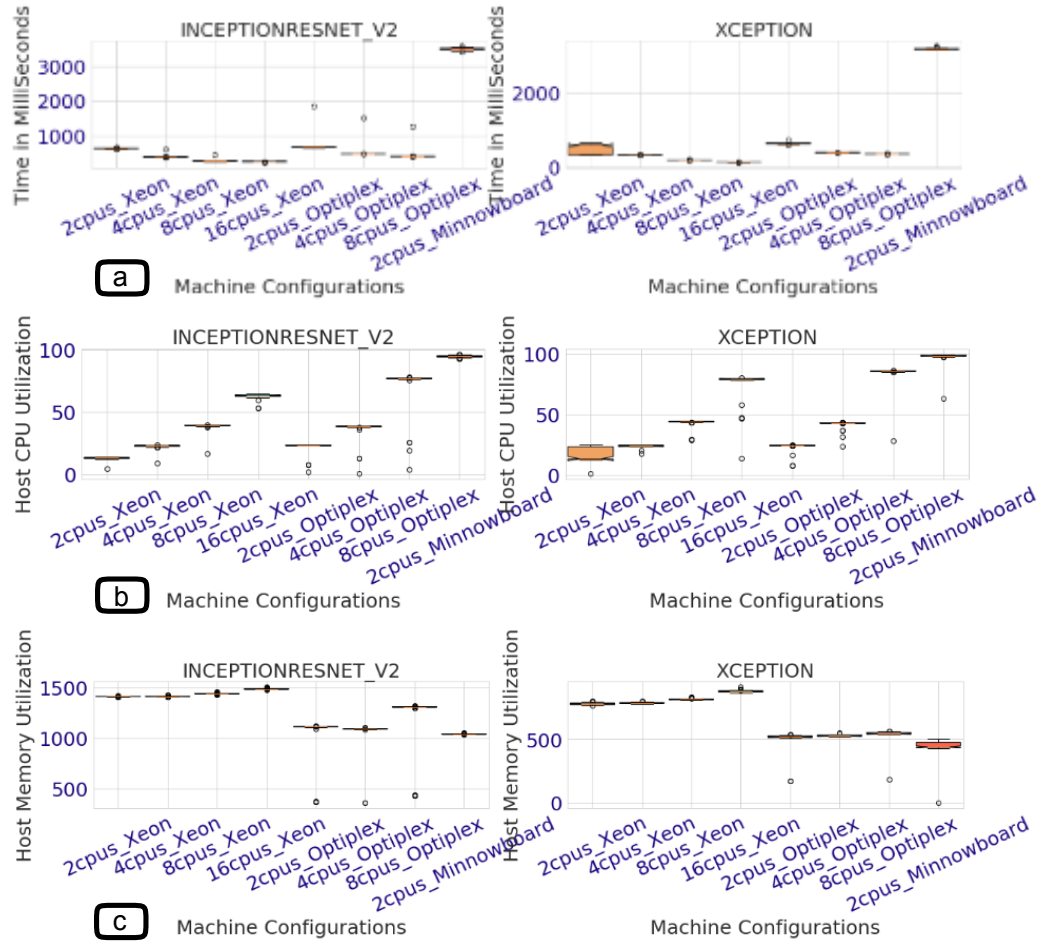 INCEPTIONRESNET_V2
Time in MilliSeconds
3000
2000
1000
2cpus_Xeon
4cpus_Xeon
8cpus_Xeon
16cpus_Xeon
2cpus_Optiplex
4cpus_Optiplex
8cpus_Optiplex
2cpus_Minnowboard
Machine Configurations
a
XCEPTION
Time in MilliSeconds
2000
0
2cpus_Xeon
4cpus_Xeon
8cpus_Xeon
16cpus_Xeon
2cpus_Optiplex
4cpus_Optiplex
8cpus_Optiplex
2cpus_Minnowboard
Machine Configurations
INCEPTIONRESNET_V2
Host CPU Utilization
100
50
0
2cpus_Xeon
4cpus_Xeon
8cpus_Xeon
16cpus_Xeon
2cpus_Optiplex
4cpus_Optiplex
8cpus_Optiplex
2cpus_Minnowboard
Machine Configurations
b
XCEPTION
Host CPU Utilization
100
50
0
2cpus_Xeon
4cpus_Xeon
8cpus_Xeon
16cpus_Xeon
2cpus_Optiplex
4cpus_Optiplex
8cpus_Optiplex
2cpus_Minnowboard
Machine Configurations
INCEPTIONRESNET_V2
Host Memory Utilization
1500
1000
500
2cpus_Xeon
4cpus_Xeon
8cpus_Xeon
16cpus_Xeon
2cpus_Optiplex
4cpus_Optiplex
8cpus_Optiplex
2cpus_Minnowboard
Machine Configurations
c
XCEPTION
Host Memory Utilization
500
0
2cpus_Xeon
4cpus_Xeon
8cpus_Xeon
16cpus_Xeon
2cpus_Optiplex
4cpus_Optiplex
8cpus_Optiplex
2cpus_Minnowboard
Machine Configurations